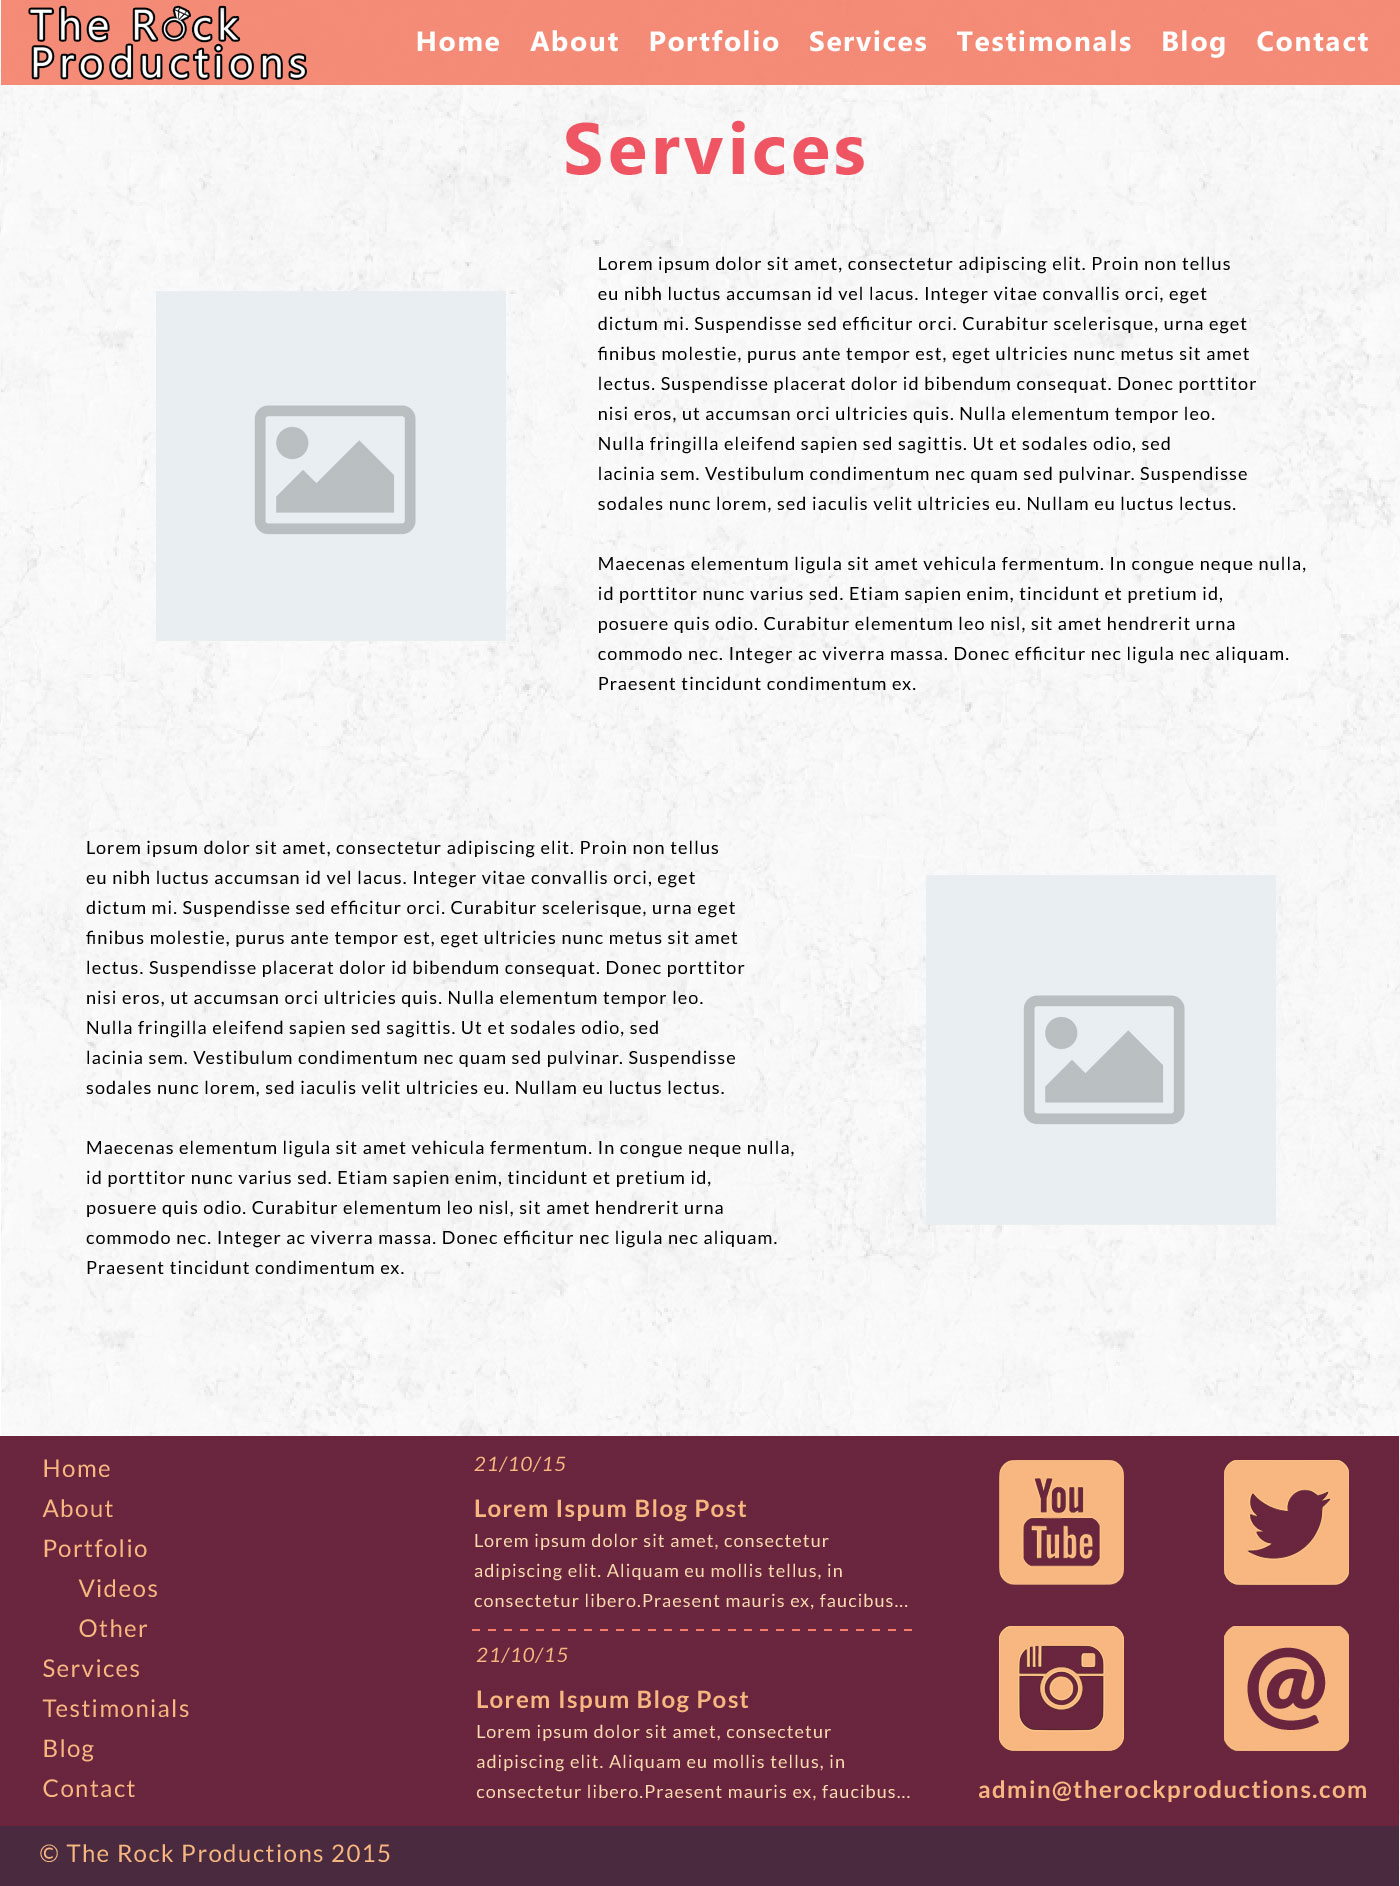 The Rock
Productions
Home About Portfolio Services Testimonals Blog Contact
Services
Lorem ipsum dolor sit amet, consectetur adipiscing elit. Proin non tellus
eu nibh luctus accumsan id vel lacus. Integer vitae convallis orci, eget
dictum mi. Suspendisse sed efficitur orci. Curabitur scelerisque, urna eget
finibus molestie, purus ante tempor est, eget ultricies nunc metus sit amet
lectus. Suspendisse placerat dolor id bibendum consequat. Donec porttitor
nisi eros, ut accumsan orci ultricies quis. Nulla elementum tempor leo.
Nulla fringilla eleifend sapien sed sagittis. Ut et sodales odio, sed
lacinia sem. Vestibulum condimentum nec quam sed pulvinar. Suspendisse
sodales nunc lorem, sed iaculis velit ultricies eu. Nullam eu luctus lectus.
Maecenas elementum ligula sit amet vehicula fermentum. In congue neque nulla,
id porttitor nunc varius sed. Etiam sapien enim, tincidunt et pretium id,
posuere quis odio. Curabitur elementum leo nisl, sit amet hendrerit urna
commodo nec. Integer ac viverra massa. Donec efficitur nec ligula nec aliquam.
Praesent tincidunt condimentum ex.
Lorem ipsum dolor sit amet, consectetur adipiscing elit. Proin non tellus
eu nibh luctus accumsan id vel lacus. Integer vitae convallis orci, eget
dictum mi. Suspendisse sed efficitur orci. Curabitur scelerisque, urna eget
finibus molestie, purus ante tempor est, eget ultricies nunc metus sit amet
lectus. Suspendisse placerat dolor id bibendum consequat. Donec porttitor
nisi eros, ut accumsan orci ultricies quis. Nulla elementum tempor leo.
Nulla fringilla eleifend sapien sed sagittis. Ut et sodales odio, sed
lacinia sem. Vestibulum condimentum nec quam sed pulvinar. Suspendisse
sodales nunc lorem, sed iaculis velit ultricies eu. Nullam eu luctus lectus.
Maecenas elementum ligula sit amet vehicula fermentum. In congue neque nulla,
id porttitor nunc varius sed. Etiam sapien enim, tincidunt et pretium id,
posuere quis odio. Curabitur elementum leo nisl, sit amet hendrerit urna
commodo nec. Integer ac viverra massa. Donec efficitur nec ligula nec aliquam.
Praesent tincidunt condimentum ex.
Home
About
Portfolio
Videos
Other
Services
Testimonials
Blog
Contact
21/10/15
Lorem Ispum Blog Post
Lorem ipsum dolor sit amet, consectetur
adipiscing elit. Aliquam eu mollis tellus, in
consectetur libero.Praesent mauris ex, faucibus...
21/10/15
Lorem Ispum Blog Post
Lorem ipsum dolor sit amet, consectetur
adipiscing elit. Aliquam eu mollis tellus, in
consectetur libero.Praesent mauris ex, faucibus...
You
Tube
@
admin@therockproductions.com
© The Rock Productions 2015